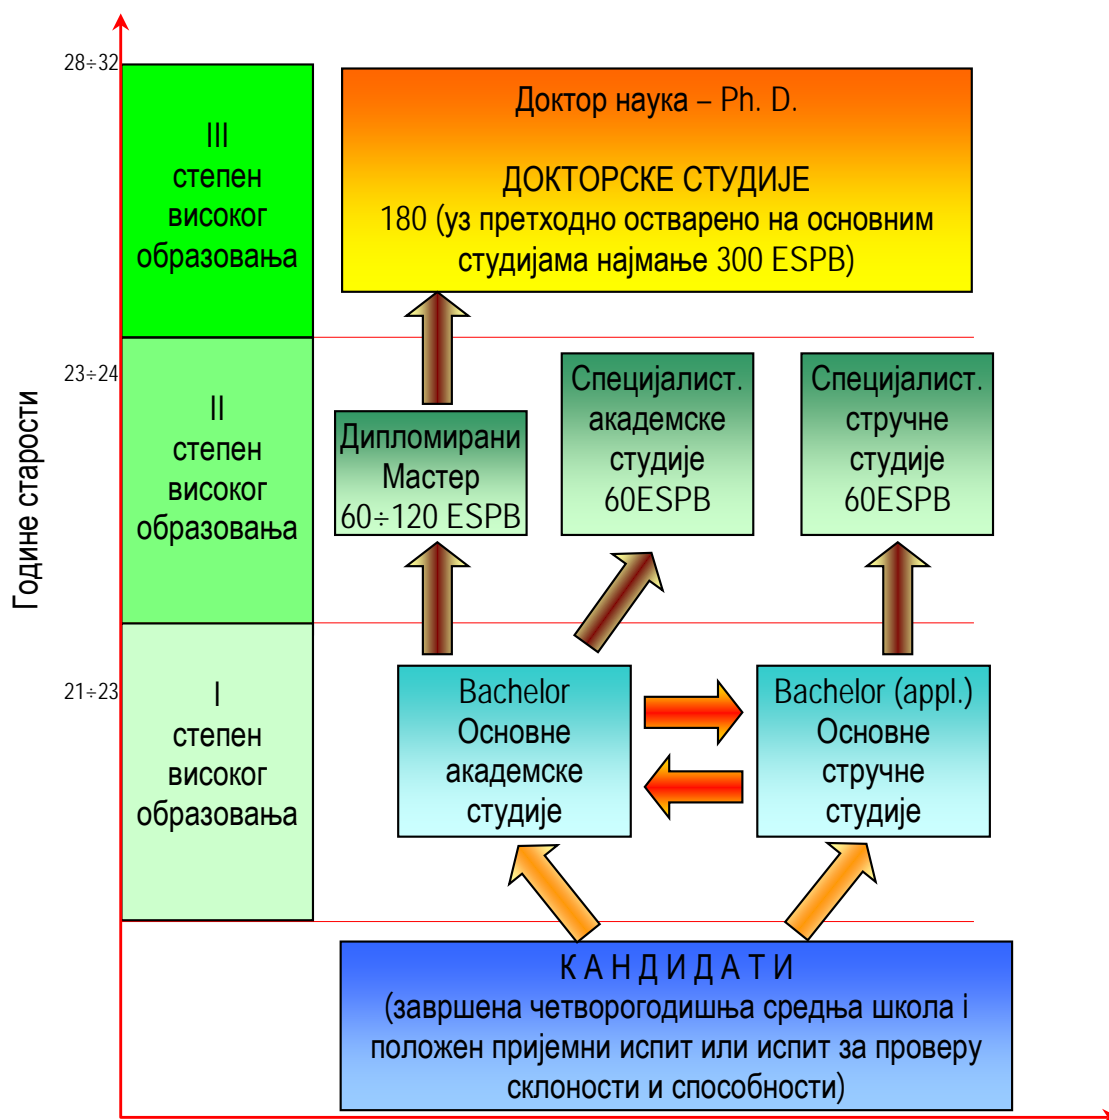 28÷32
III
степен
високог
образовања
Доктор наука – Ph. D.
ДОКТОРСКЕ СТУДИЈЕ
180 (уз претходно остварено на основним
студијама најмање 300 ESPB)
Године старости
23÷24
II
степен
високог
образовања
Дипломирани
Мастер
60÷120 ESPB
Специјалист.
академске
студије
60ESPB
Специјалист.
стручне
студије
60ESPB
21÷23
I
степен
високог
образовања
Bachelor
Основне
академске
студије
Bachelor (appl.)
Основне
стручне
студије
К А Н Д И Д А Т И
(завршена четворогодишња средња школа i
положен пријемни испит или испит за проверу
склоности и способности)